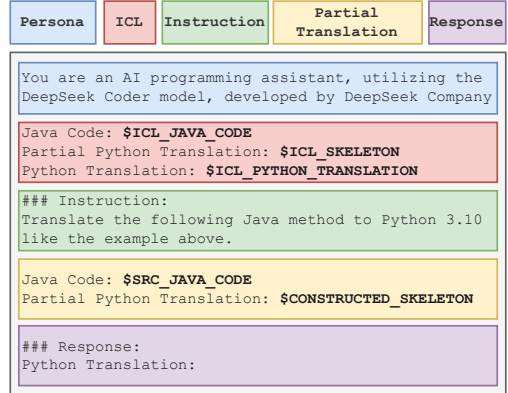 Persona
ICL
Instruction
Partial
Translation
Response
You are an AI programming assistant, utilizing the
DeepSeek Coder model, developed by DeepSeek Company
Java Code: $ICL_JAVA_CODE
Partial Python Translation: $ICL_SKELETON
Python Translation: $ICL_PYTHON_TRANSLATION
### Instruction:
Translate the following Java method to Python 3.10
like the example above.
Java Code: $SRC_JAVA_CODE
Partial Python Translation: $CONSTRUCTED_SKELETON
### Response:
Python Translation: